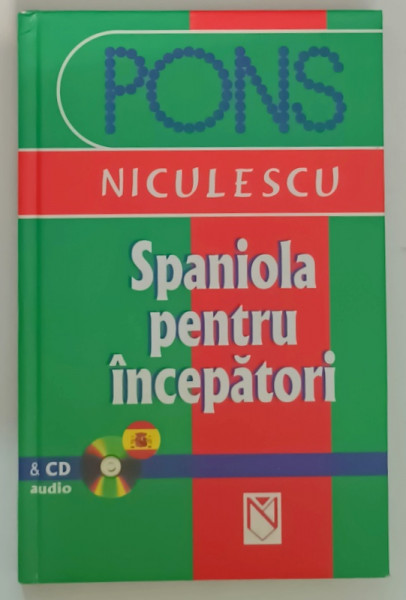 PONS
NICULESCU
Spaniola
pentru
începători
& CD
audio